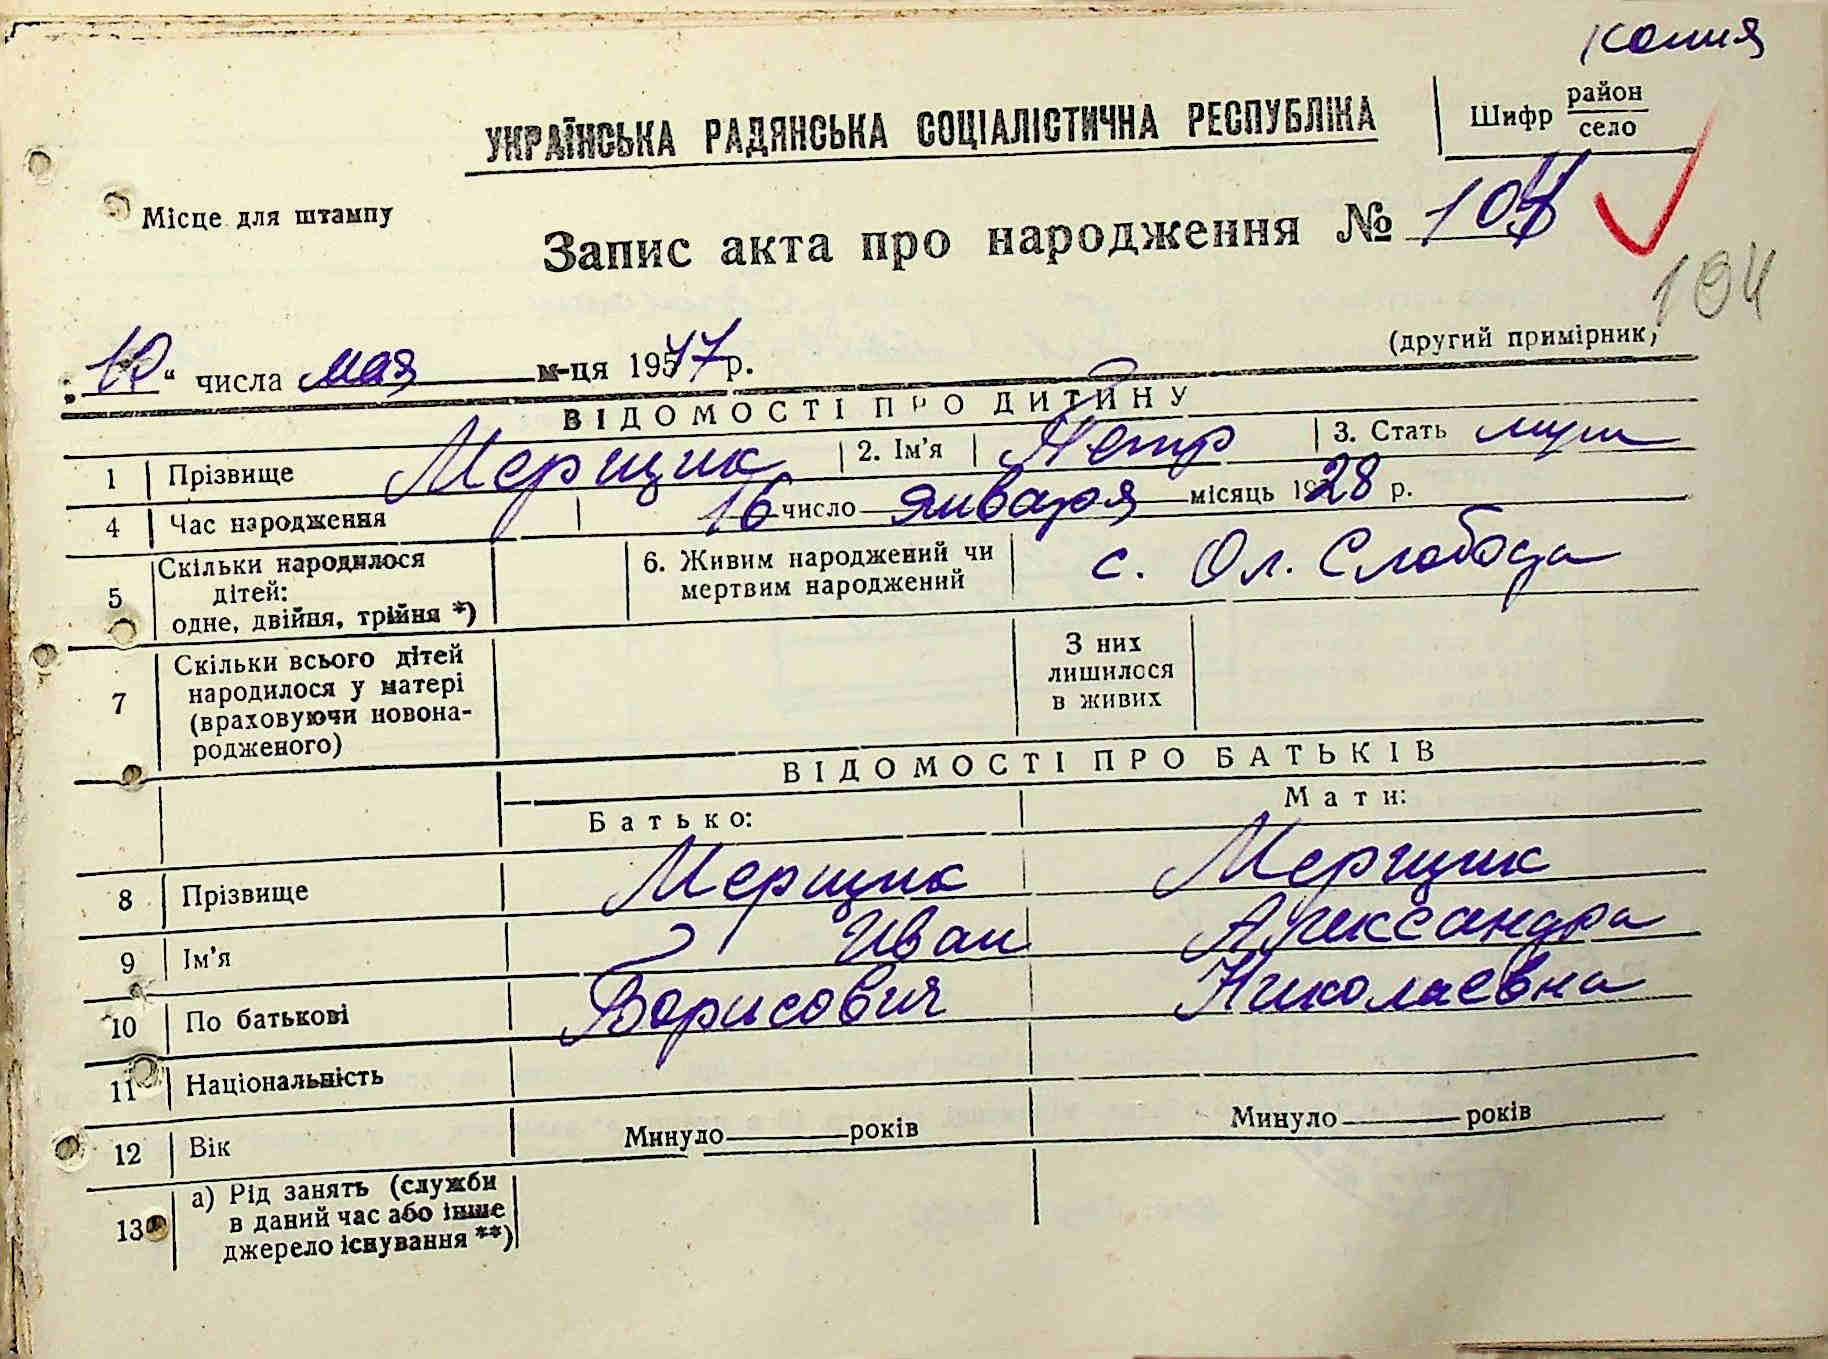 копия
УКРАЇНСЬКА РАДЯНСЬКА СОЦІАЛІСТИЧНА РЕСПУБЛІКА
Шифр район
село
Місце для штампу
Запис акта про народження № 104
104
(другий примірник)
„10“ числа мая м-ця 1947 р.
ВІДОМОСТІ ПРО ДИТИНУ
1 Прізвище Мерщик 2. Ім'я Петр 3. Стать муж
4 Час народження 16 число января місяць 1928 р.
5 Скільки народилося
дітей:
одне, двійня, трійня *)
6. Живим народжений чи
мертвим народжений
с. Ол. Слобода
7 Скільки всього дітей
народилося у матері
(враховуючи новона-
родженого)
З них
лишилося
в живих
ВІДОМОСТІ ПРО БАТЬКІВ
Батько: Мати:
8 Прізвище Мерщик Мерщик
9 Ім'я Иван Александра
10 По батькові Борисович Николаевна
11 Національність
12 Вік Минуло років Минуло років
13 а) Рід занять (служби
в даний час або інше
джерело існування **)